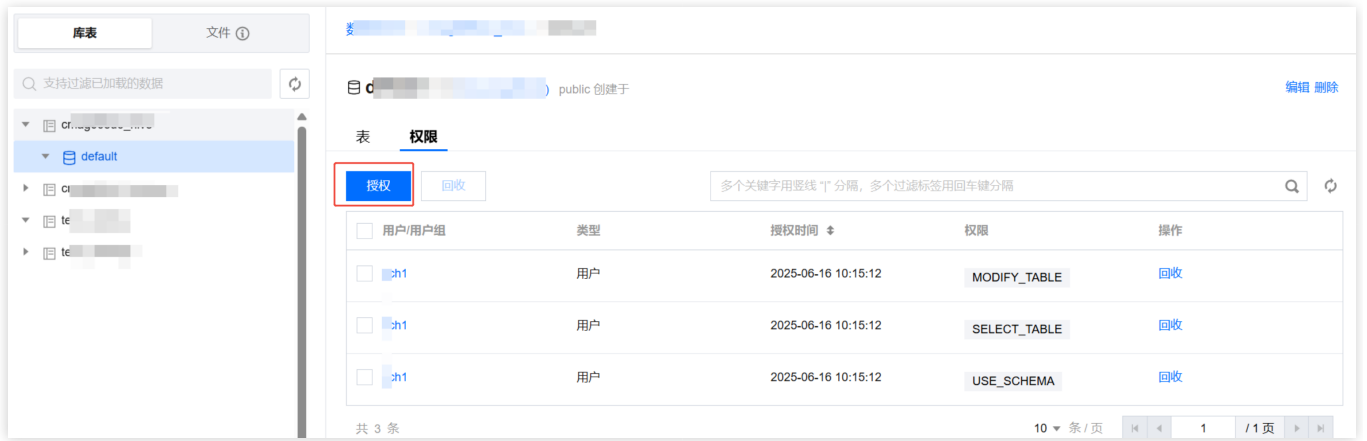 库表 文件
支持过滤已加载的数据
default
public 创建于
编辑 删除
表 权限
授权 回收
多个关键字用竖线 "|" 分隔，多个过滤标签用回车键分隔
用户/用户组 类型 授权时间 权限 操作
ch1 用户 2025-06-16 10:15:12 MODIFY_TABLE 回收
ch1 用户 2025-06-16 10:15:12 SELECT_TABLE 回收
ch1 用户 2025-06-16 10:15:12 USE_SCHEMA 回收
共 3 条 10 条/页 1 /1页